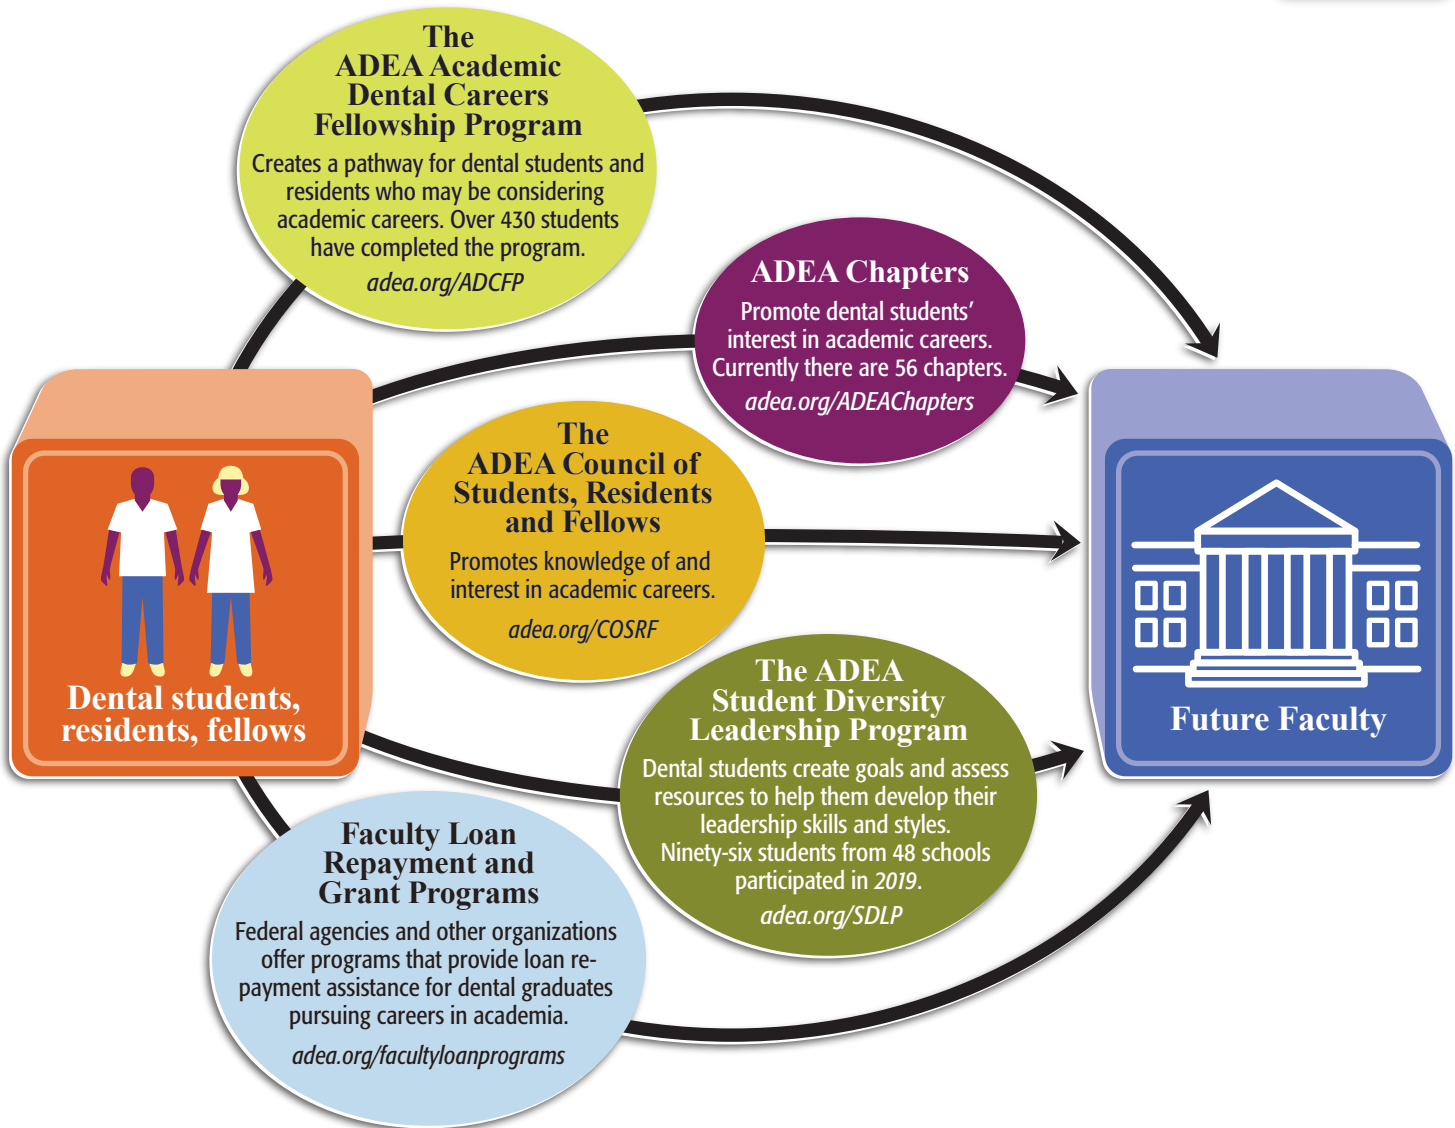 The
ADEA Academic
Dental Careers
Fellowship Program
Creates a pathway for dental students and
residents who may be considering
academic careers. Over 430 students
have completed the program.
adea.org/ADCFP
ADEA Chapters
Promote dental students’
interest in academic careers.
Currently there are 56 chapters.
adea.org/ADEAChapters
The
ADEA Council of
Students, Residents
and Fellows
Promotes knowledge of and
interest in academic careers.
adea.org/COSRF
Dental students,
residents, fellows
Future Faculty
The ADEA
Student Diversity
Leadership Program
Dental students create goals and assess
resources to help them develop their
leadership skills and styles.
Ninety-six students from 48 schools
participated in 2019.
adea.org/SDLP
Faculty Loan
Repayment and
Grant Programs
Federal agencies and other organizations
offer programs that provide loan re-
payment assistance for dental graduates
pursuing careers in academia.
adea.org/facultyloanprograms